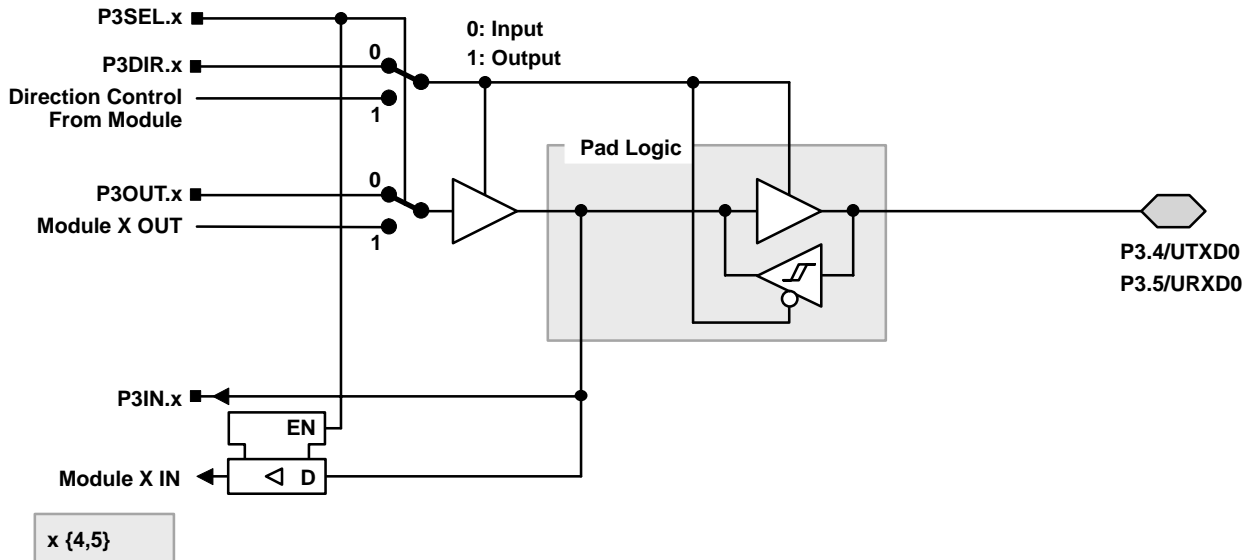 P3SEL.x
0: Input
1: Output
0
P3DIR.x
Direction Control
From Module
1
Pad Logic
0
P3OUT.x
Module X OUT
1
P3.4/UTXD0
P3.5/URXD0
P3IN.x
EN
Module X IN
D
x {4,5}